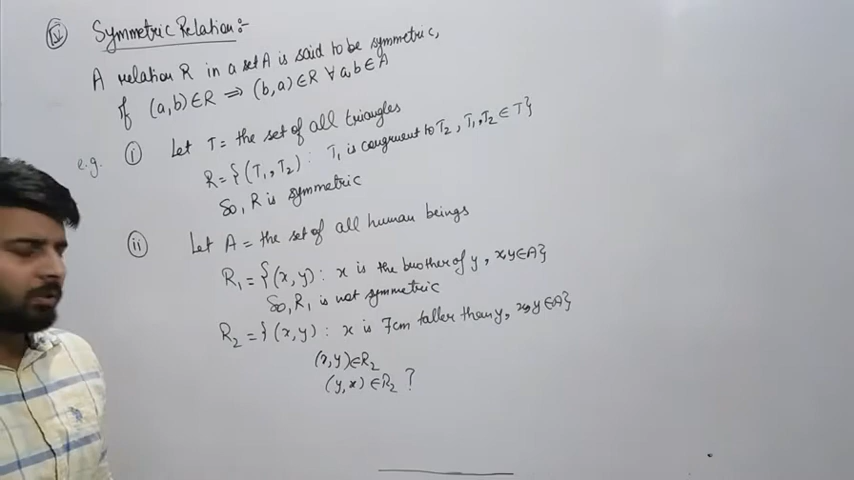 iv Symmetric Relation:-
A relation R in a set A is said to be symmetric,
if (a,b)∈R ⇒ (b,a)∈R ∀ a,b∈A
e.g. i Let T = the set of all triangles
R={(T₁,T₂): T₁ is congruent to T₂, T₁,T₂∈T}
So, R is symmetric
ii Let A = the set of all human beings
R₁={(x,y): x is the brother of y, x,y∈A}
So, R₁ is not symmetric
R₂={(x,y): x is 7cm taller than y, x,y∈A}
(x,y)∈R₂
(y,x)∈R₂ ?